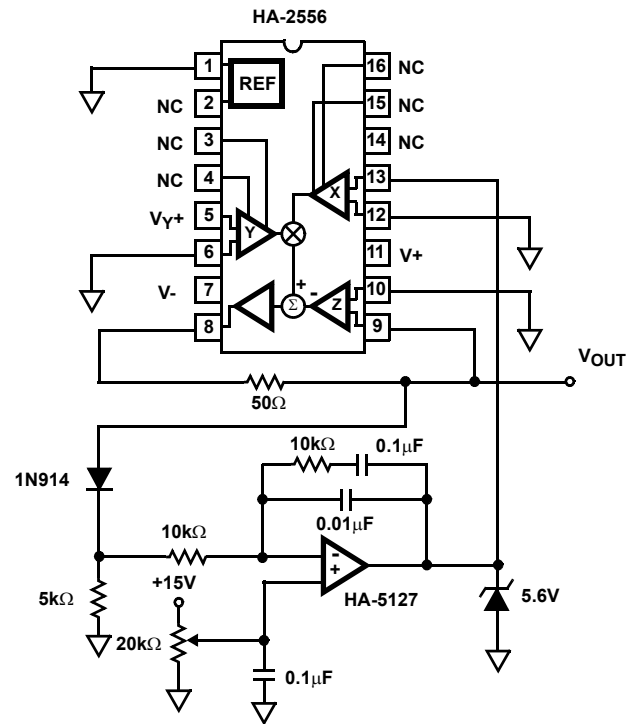 HA-2556
1
REF
16
NC
NC
2
15
NC
NC
3
14
NC
NC
4
13
X
V_Y+
5
Y
12
6
11
V+
V-
7
+
-
10
Σ
Z
8
9
V_OUT
50Ω
10kΩ
0.1μF
1N914
0.01μF
10kΩ
-
+
+15V
HA-5127
5.6V
5kΩ
20kΩ
0.1μF